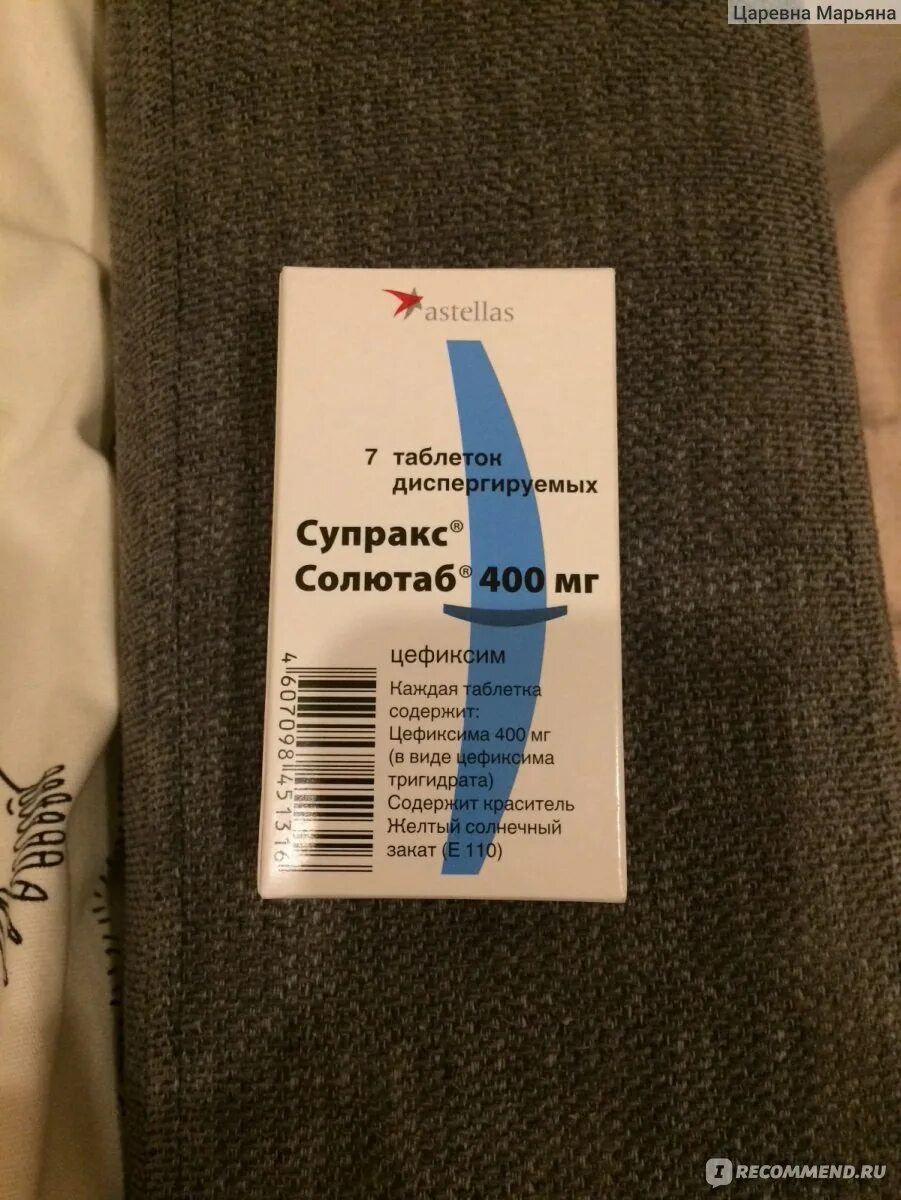 Царевна Марьяна
astellas
7 таблеток
диспергируемых
Супракс®
Солютаб® 400 мг
цефиксим
Каждая таблетка
содержит:
Цефиксима 400 мг
(в виде цефиксима
тригидрата)
Содержит краситель
Желтый солнечный
закат (Е 110)
4 607098 451316
IRECOMMEND.RU